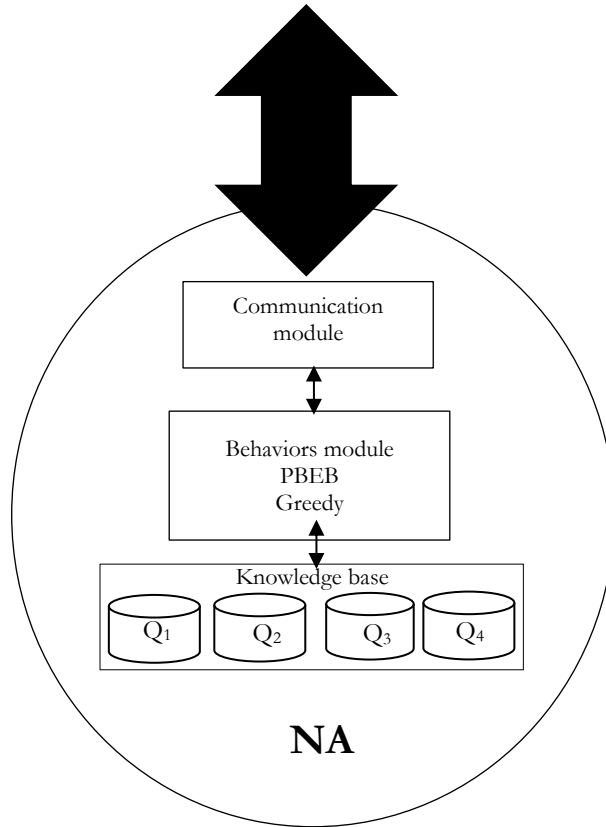 Communication
module
Behaviors module
PBEB
Greedy
Knowledge base
Q₁ Q₂ Q₃ Q₄
NA